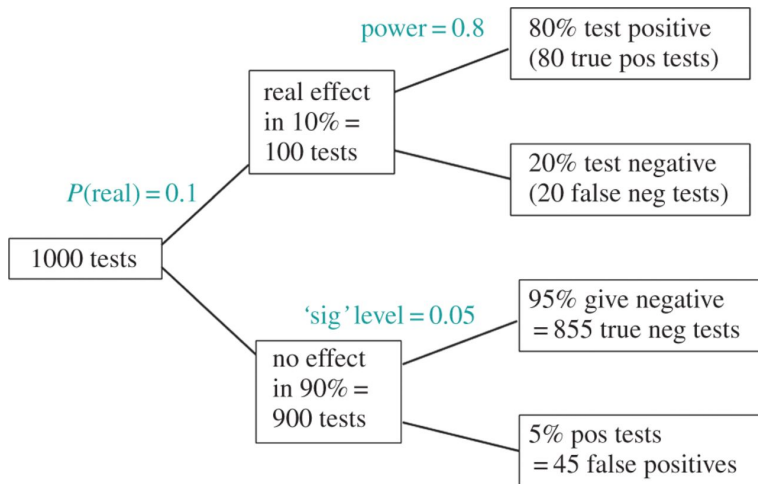 power = 0.8
80% test positive
(80 true pos tests)
real effect
in 10% =
100 tests
20% test negative
(20 false neg tests)
P(real) = 0.1
1000 tests
‘sig’ level = 0.05
95% give negative
= 855 true neg tests
no effect
in 90% =
900 tests
5% pos tests
= 45 false positives